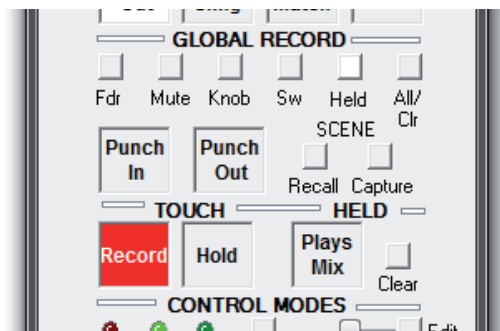 GLOBAL RECORD
Fdr Mute Knob Sw Held All/
Clr
SCENE
Punch Punch
In Out
Recall Capture
TOUCH HELD
Record Hold Plays
Mix
Clear
CONTROL MODES